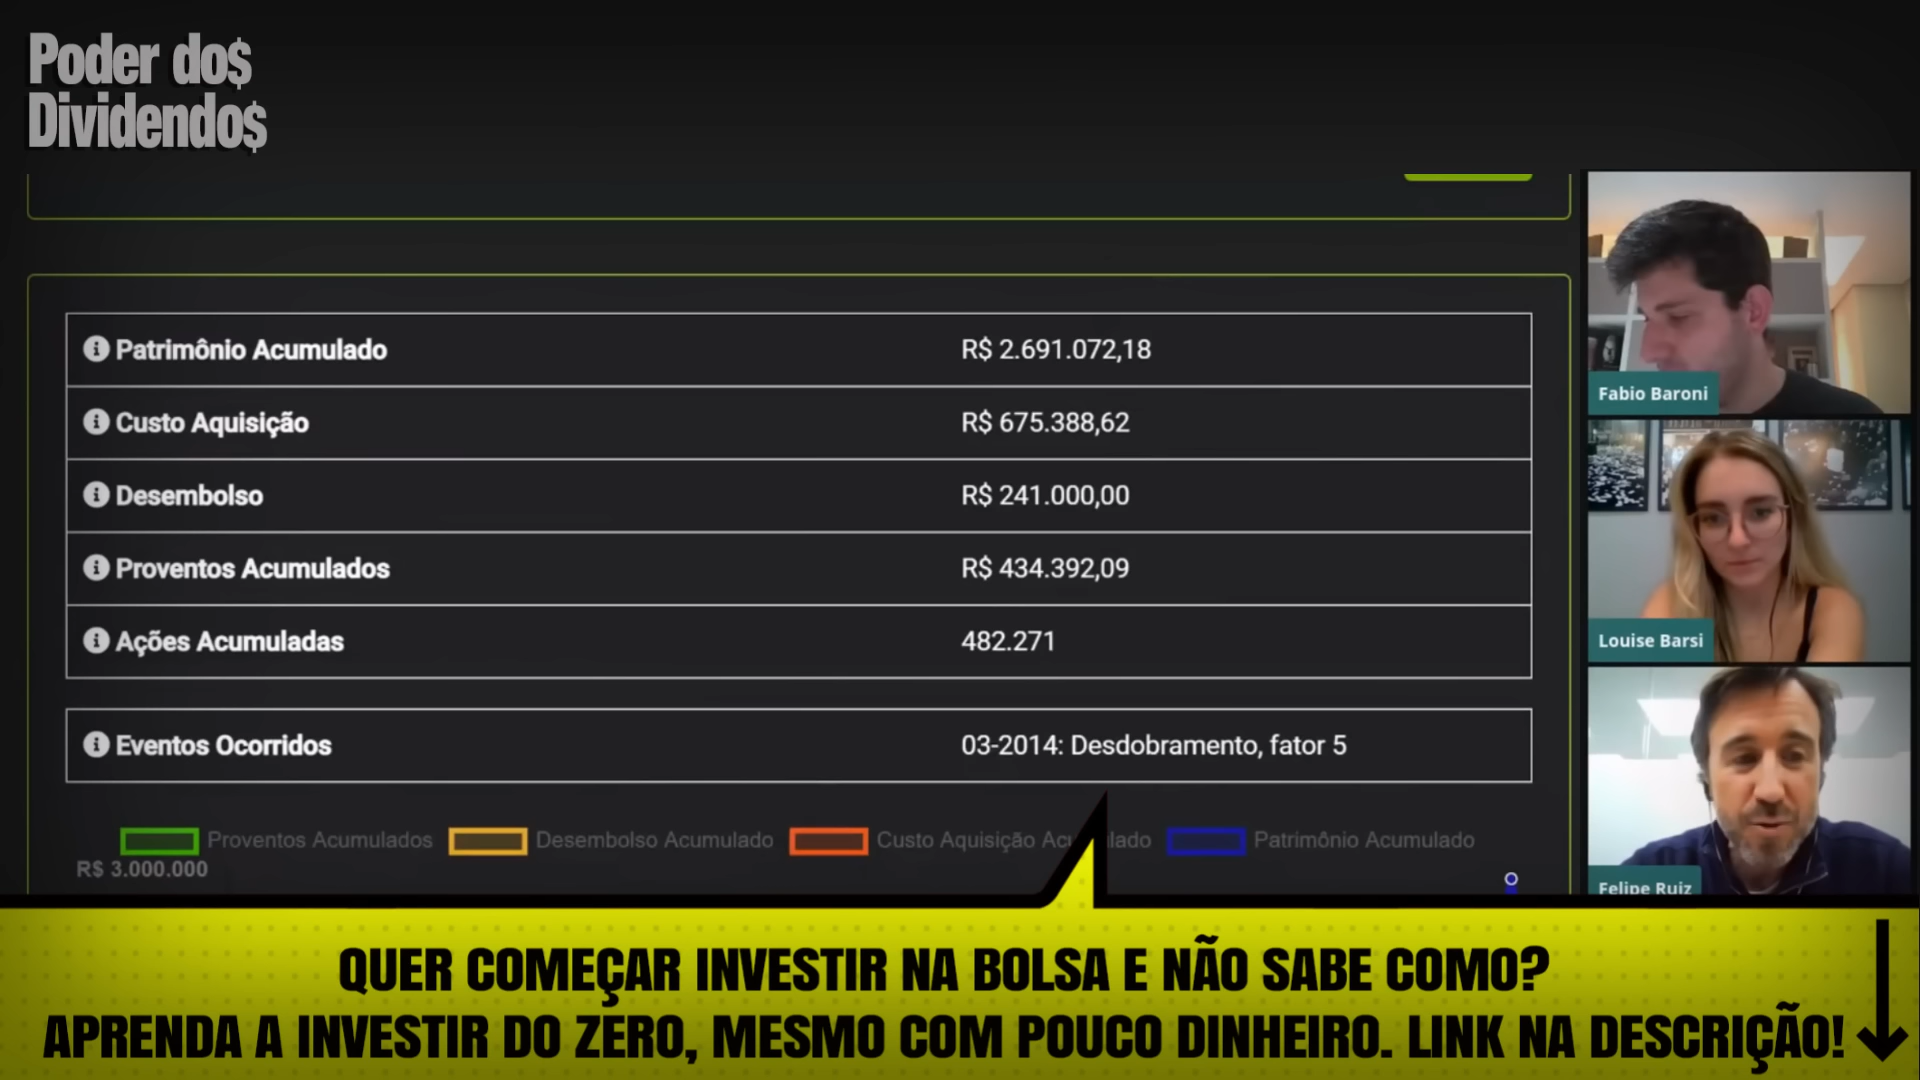 Poder do$
Dividendo$
Patrimônio Acumulado R$ 2.691.072,18
Custo Aquisição R$ 675.388,62
Desembolso R$ 241.000,00
Proventos Acumulados R$ 434.392,09
Ações Acumuladas 482.271
Eventos Ocorridos 03-2014: Desdobramento, fator 5
Proventos Acumulados Desembolso Acumulado Custo Aquisição Patrimônio Acumulado
R$ 3.000.000
Fabio Baroni
Louise Barsi
Felipe Ruiz
QUER COMEÇAR INVESTIR NA BOLSA E NÃO SABE COMO?
APRENDA A INVESTIR DO ZERO, MESMO COM POUCO DINHEIRO. LINK NA DESCRIÇÃO!